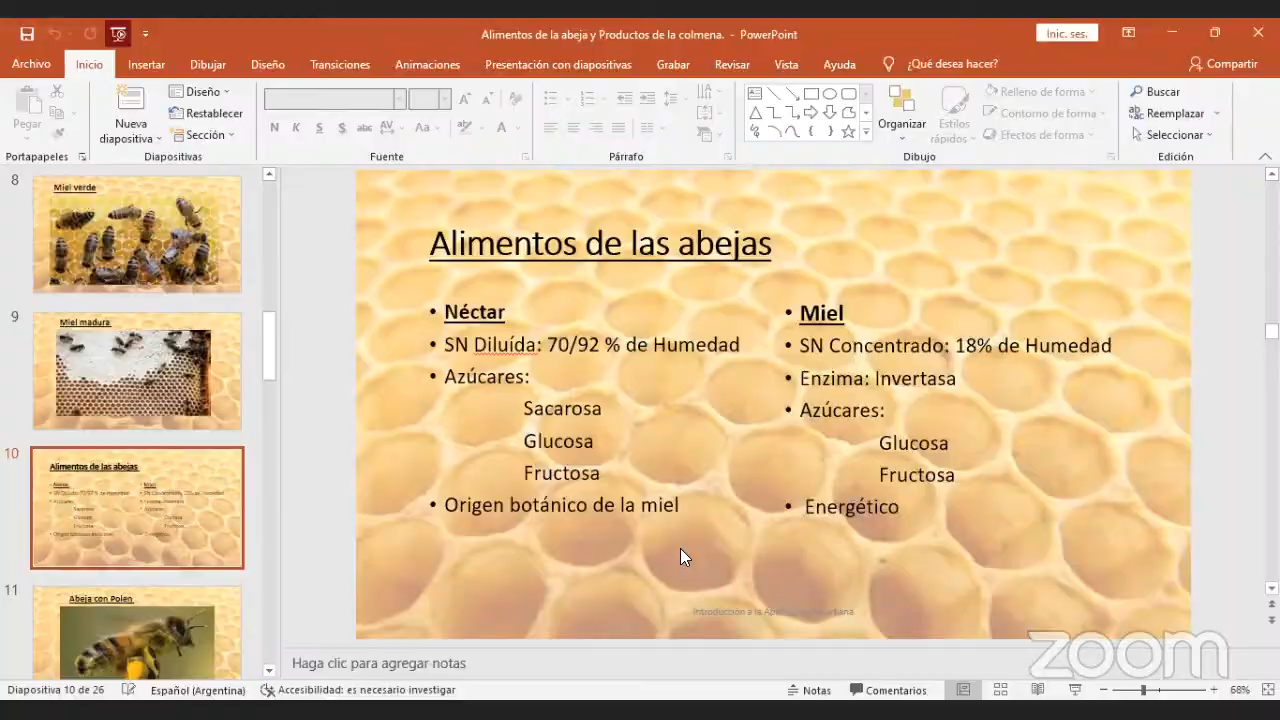 Alimentos de la abeja y Productos de la colmena. - PowerPoint
Inic. ses.
Archivo
Inicio
Insertar
Dibujar
Diseño
Transiciones
Animaciones
Presentación con diapositivas
Grabar
Revisar
Vista
Ayuda
¿Qué desea hacer?
Compartir
Pegar
Nueva
diapositiva
Diseño
Restablecer
Sección
N K S S abc AV Aa A
Organizar
Estilos
rápidos
Relleno de forma
Contorno de forma
Efectos de forma
Buscar
Reemplazar
Seleccionar
Portapapeles
Diapositivas
Fuente
Párrafo
Dibujo
Edición
8
Miel verde
9
Miel madura
10
Alimentos de las abejas
11
Abeja con Polen
Alimentos de las abejas
• Néctar
• SN Diluída: 70/92 % de Humedad
• Azúcares:
Sacarosa
Glucosa
Fructosa
• Origen botánico de la miel
• Miel
• SN Concentrado: 18% de Humedad
• Enzima: Invertasa
• Azúcares:
Glucosa
Fructosa
• Energético
zoom
Haga clic para agregar notas
Diapositiva 10 de 26
Español (Argentina)
Accesibilidad: es necesario investigar
Notas
Comentarios
68%